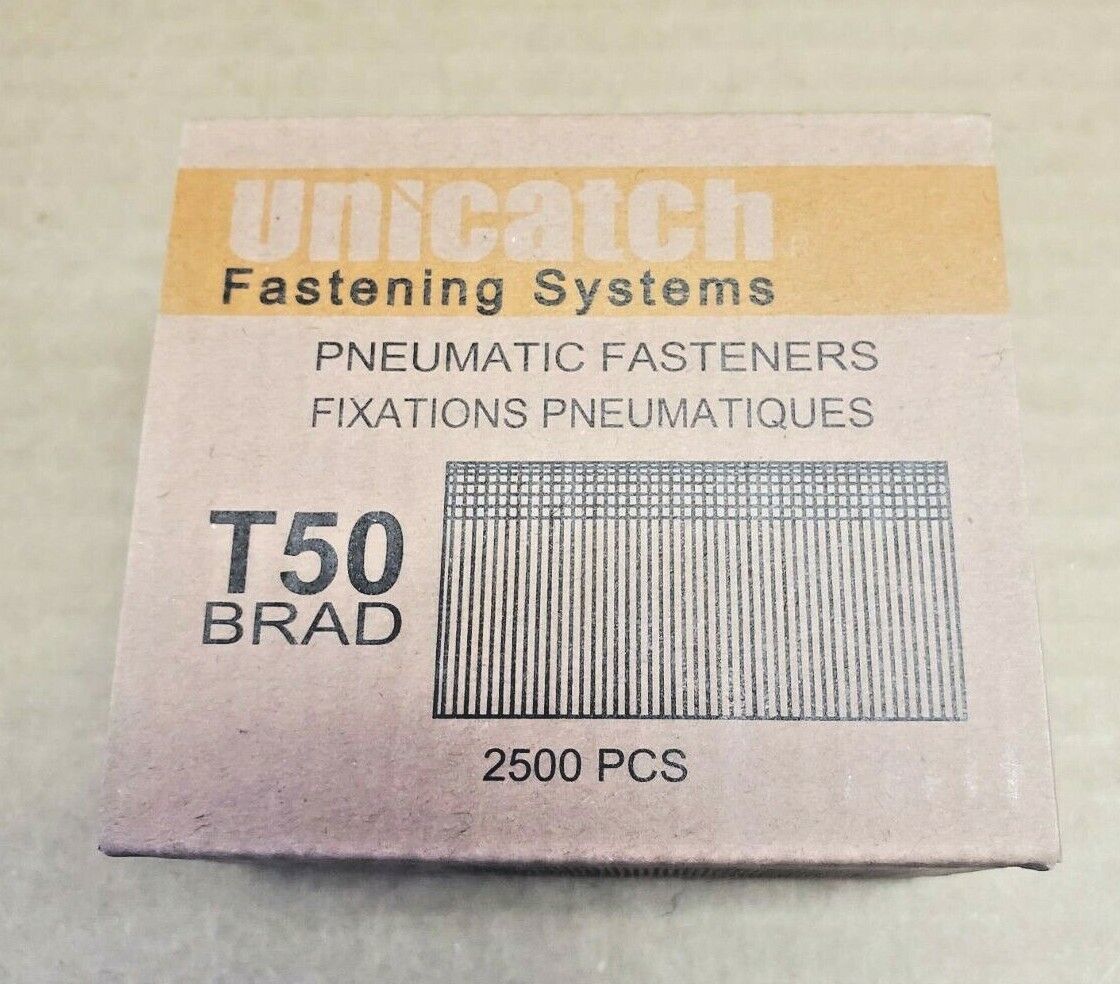 unicatch
Fastening Systems
PNEUMATIC FASTENERS
FIXATIONS PNEUMATIQUES
T50
BRAD
2500 PCS